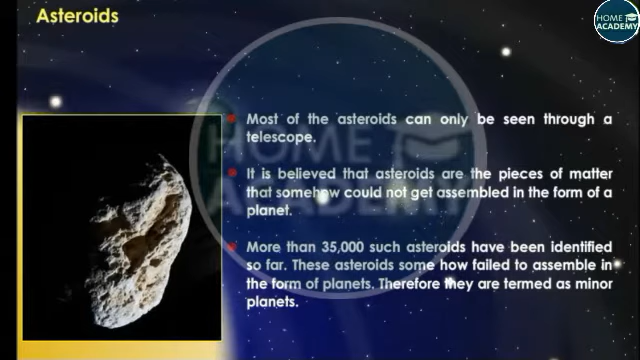 Asteroids
HOME
ACADEMY
Most of the asteroids can only be seen through a
telescope.
It is believed that asteroids are the pieces of matter
that somehow could not get assembled in the form of a
planet.
More than 35,000 such asteroids have been identified
so far. These asteroids some how failed to assemble in
the form of planets. Therefore they are termed as minor
planets.
HOME
ACADEMY